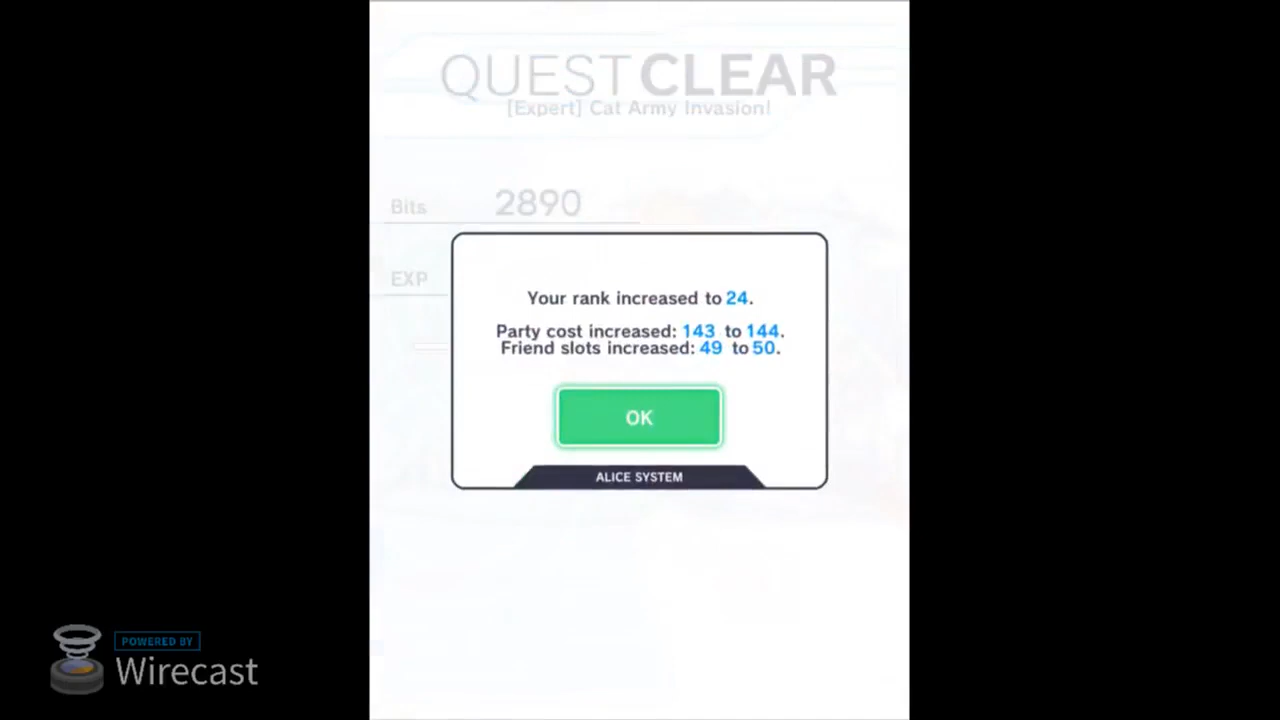 QUEST CLEAR
[Expert] Cat Army Invasion!
Bits 2890
EXP
Your rank increased to 24.
Party cost increased: 143 to 144.
Friend slots increased: 49 to 50.
OK
ALICE SYSTEM
POWERED BY
Wirecast